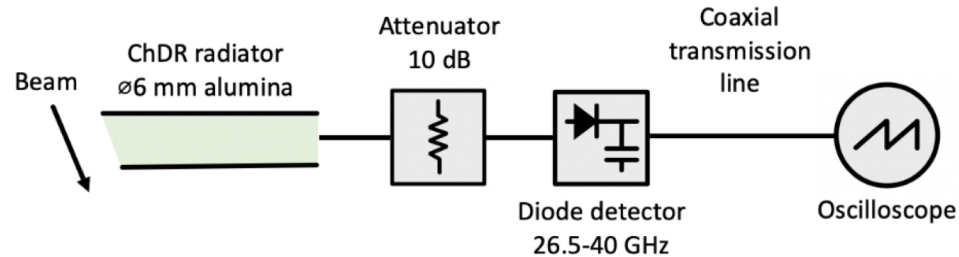 Beam
ChDR radiator
⌀6 mm alumina
Attenuator
10 dB
Diode detector
26.5-40 GHz
Coaxial
transmission
line
Oscilloscope